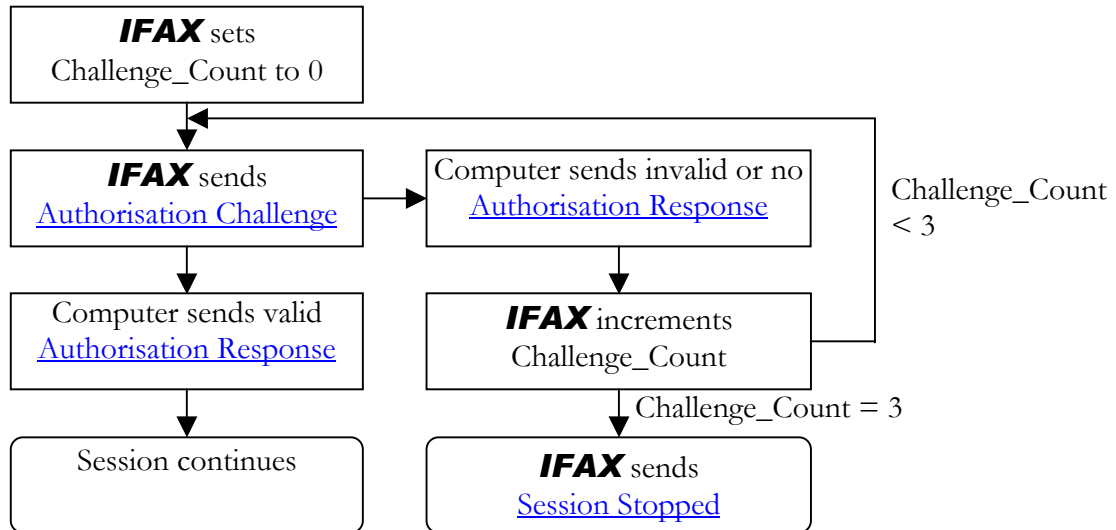 IFAX sets
Challenge_Count to 0
IFAX sends
Authorisation Challenge
Computer sends invalid or no
Authorisation Response
Challenge_Count
< 3
Computer sends valid
Authorisation Response
IFAX increments
Challenge_Count
Challenge_Count = 3
Session continues
IFAX sends
Session Stopped